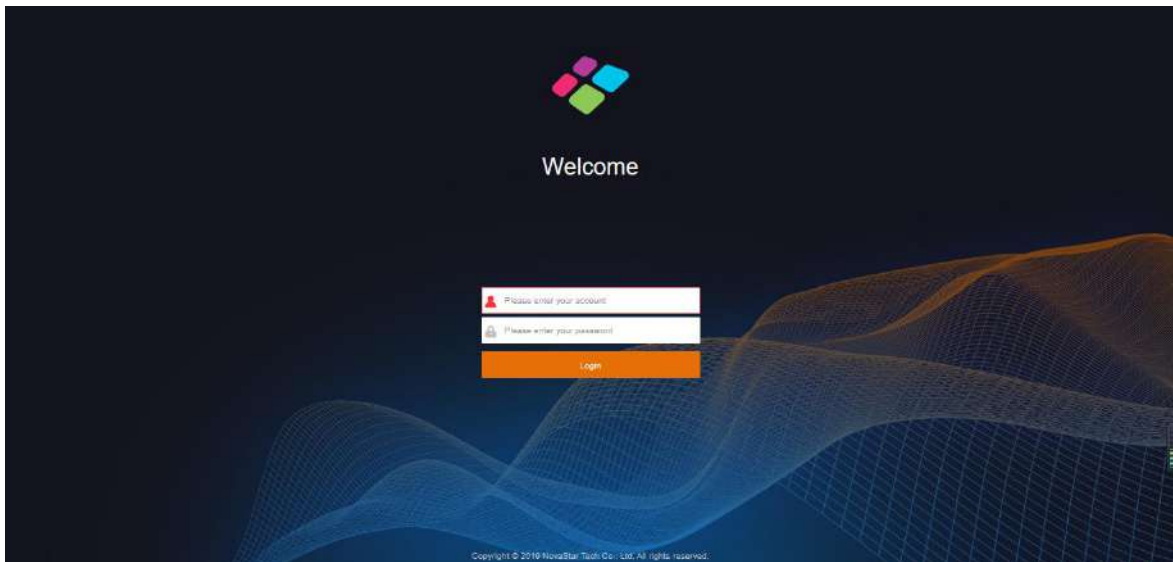 Welcome
Please enter your account
Please enter your password
Login
Copyright © 2019 NovaStar Tech Co., Ltd. All rights reserved.